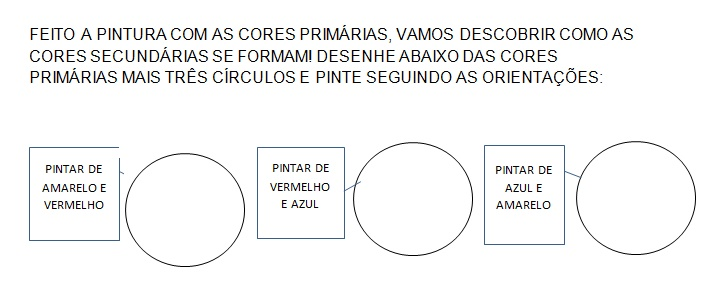 FEITO A PINTURA COM AS CORES PRIMÁRIAS, VAMOS DESCOBRIR COMO AS
CORES SECUNDÁRIAS SE FORMAM! DESENHE ABAIXO DAS CORES
PRIMÁRIAS MAIS TRÊS CÍRCULOS E PINTE SEGUINDO AS ORIENTAÇÕES:
PINTAR DE
AMARELO E
VERMELHO
PINTAR DE
VERMELHO
E AZUL
PINTAR DE
AZUL E
AMARELO